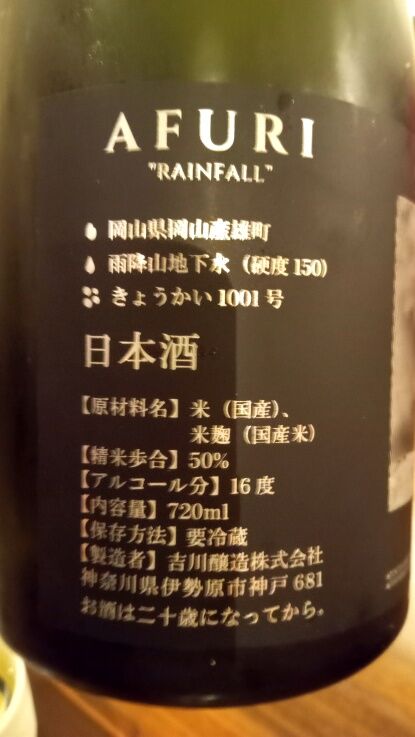 AFURI
"RAINFALL"
岡山県岡山産雄町
雨降山地下水（硬度150）
きょうかい1001号
日本酒
【原材料名】米（国産）、
米麹（国産米）
【精米歩合】50%
【アルコール分】16度
【内容量】720ml
【保存方法】要冷蔵
【製造者】吉川醸造株式会社
神奈川県伊勢原市神戸681
お酒は二十歳になってから。